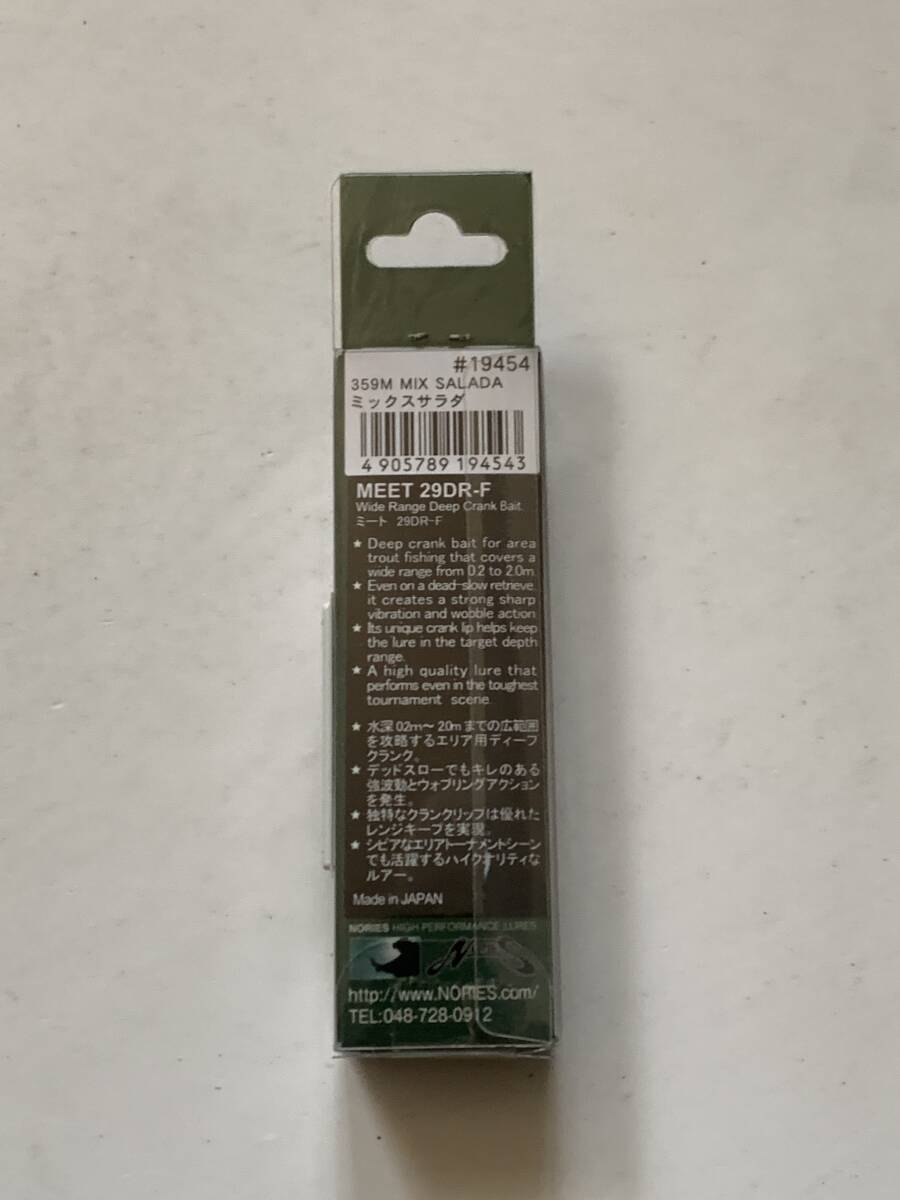 #19454
359M MIX SALADA
ミックスサラダ
4 905789 194543
MEET 29DR-F
Wide Range Deep Crank Bait
ミート 29DR-F
★ Deep crank bait for area
trout fishing that covers a
wide range from 0.2 to 2.0m.
★ Even on a dead-slow retrieve,
it creates a strong sharp
vibration and wobble action.
★ Its unique crank lip helps keep
the lure in the target depth
range.
★ A high quality lure that
performs even in the toughest
tournament scene.
★ 水深0.2m〜2.0mまでの広範囲
を攻略するエリア用ディープ
クランク。
★ デッドスローでもキレのある
強波動とウォブリングアクション
を発生。
★ 独特なクランクリップは優れた
レンジキープを実現。
★ シビアなエリアトーナメントシーン
でも活躍するハイクオリティな
ルアー。
Made in JAPAN
NORIES HIGH PERFORMANCE LURES
NORIES
http://www.NORIES.com/
TEL:048-728-0912